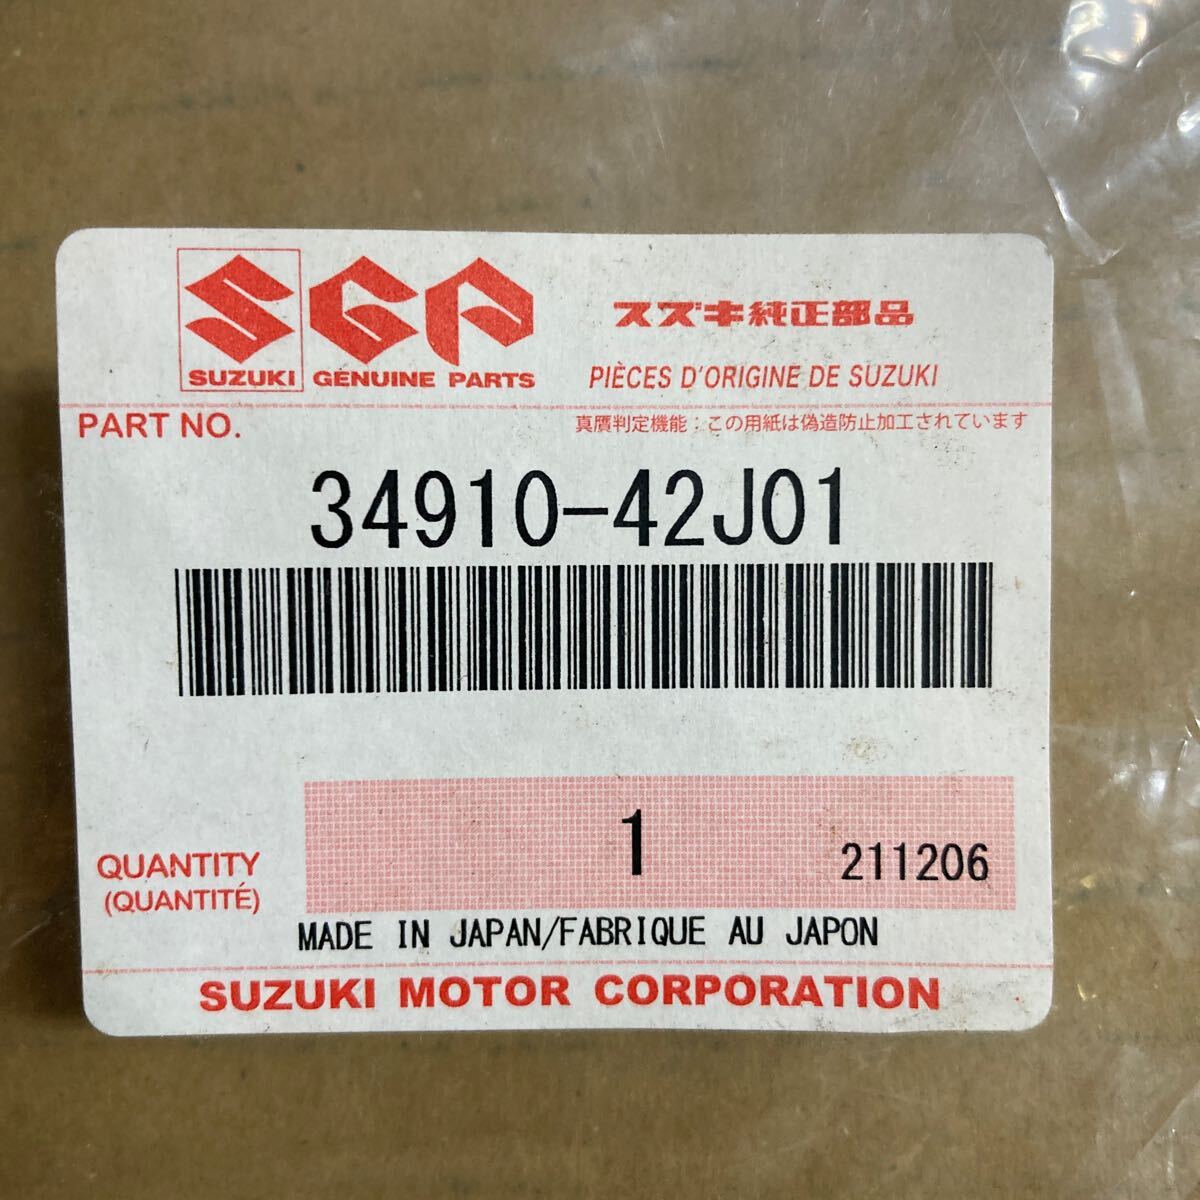 SGP
SUZUKI GENUINE PARTS
スズキ純正部品
PIÈCES D'ORIGINE DE SUZUKI
PART NO.
真贋判定機能：この用紙は偽造防止加工されています
34910-42J01
QUANTITY
(QUANTITÉ)
1
211206
MADE IN JAPAN/FABRIQUE AU JAPON
SUZUKI MOTOR CORPORATION